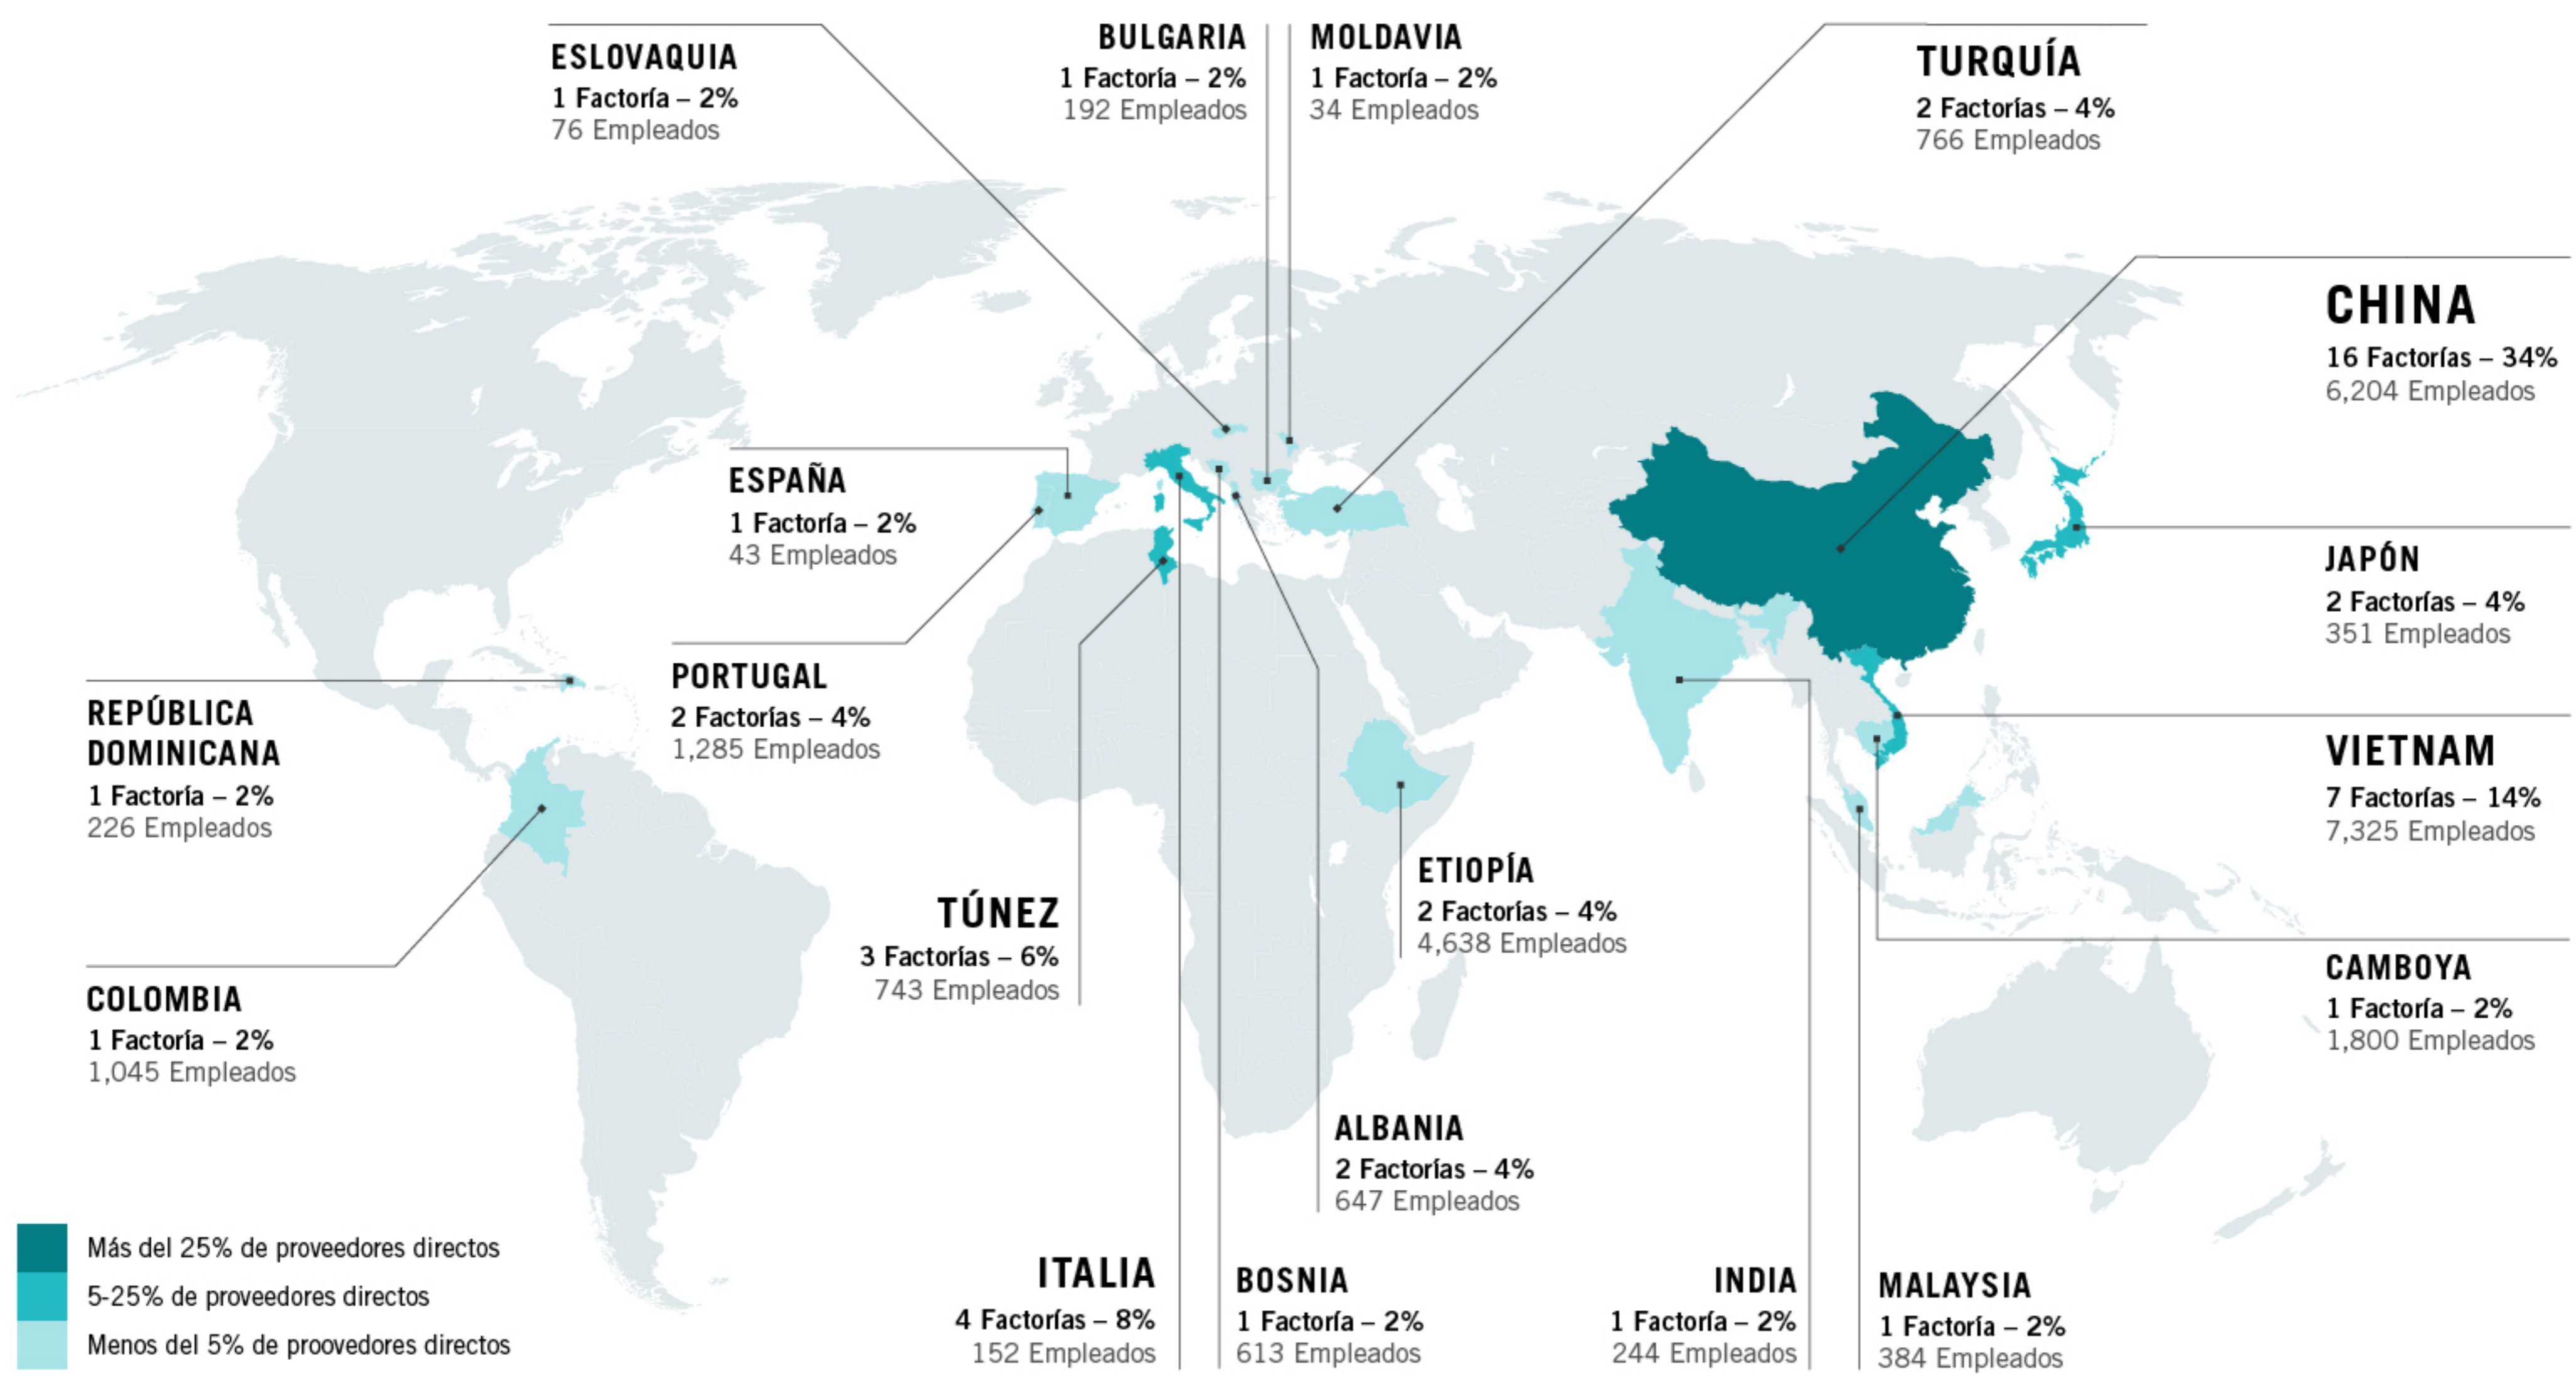 ESLOVAQUIA
1 Factoría – 2%
76 Empleados
BULGARIA
1 Factoría – 2%
192 Empleados
MOLDAVIA
1 Factoría – 2%
34 Empleados
TURQUÍA
2 Factorías – 4%
766 Empleados
CHINA
16 Factorías – 34%
6,204 Empleados
ESPAÑA
1 Factoría – 2%
43 Empleados
JAPÓN
2 Factorías – 4%
351 Empleados
PORTUGAL
2 Factorías – 4%
1,285 Empleados
REPÚBLICA
DOMINICANA
1 Factoría – 2%
226 Empleados
VIETNAM
7 Factorías – 14%
7,325 Empleados
ETIOPÍA
2 Factorías – 4%
4,638 Empleados
TÚNEZ
3 Factorías – 6%
743 Empleados
COLOMBIA
1 Factoría – 2%
1,045 Empleados
CAMBOYA
1 Factoría – 2%
1,800 Empleados
ALBANIA
2 Factorías – 4%
647 Empleados
ITALIA
4 Factorías – 8%
152 Empleados
BOSNIA
1 Factoría – 2%
613 Empleados
INDIA
1 Factoría – 2%
244 Empleados
MALAYSIA
1 Factoría – 2%
384 Empleados
Más del 25% de proveedores directos
5-25% de proveedores directos
Menos del 5% de proovedores directos